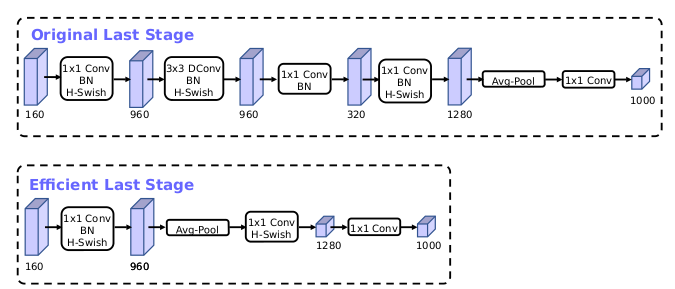 Original Last Stage
1x1 Conv
BN
H-Swish
3x3 DConv
BN
H-Swish
1x1 Conv
BN
1x1 Conv
BN
H-Swish
Avg-Pool
1x1 Conv
160
960
960
320
1280
1000
Efficient Last Stage
1x1 Conv
BN
H-Swish
Avg-Pool
1x1 Conv
H-Swish
1x1 Conv
160
960
1280
1000